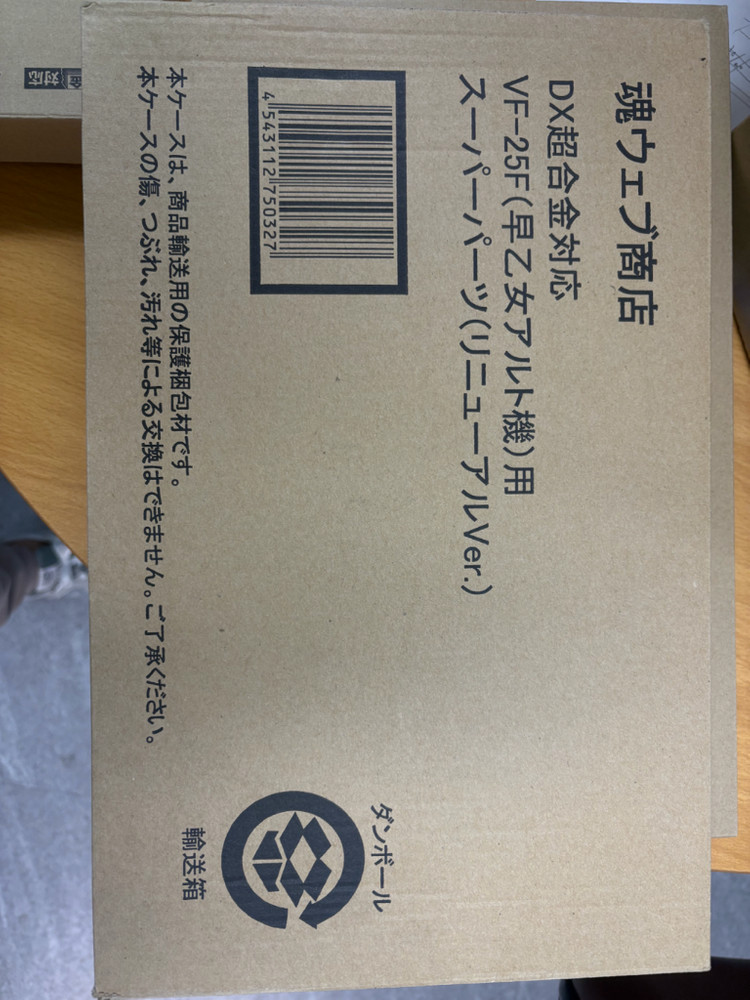 魂ウェブ商店
DX超合金対応
VF-25F(早乙女アルト機)用
スーパーパーツ(リニューアルVer.)
4 543112 750327
本ケースは、商品輸送用の保護梱包材です。
本ケースの傷、つぶれ、汚れ等による交換はできません。ご了承ください。
ダンボール
輸送箱
対応